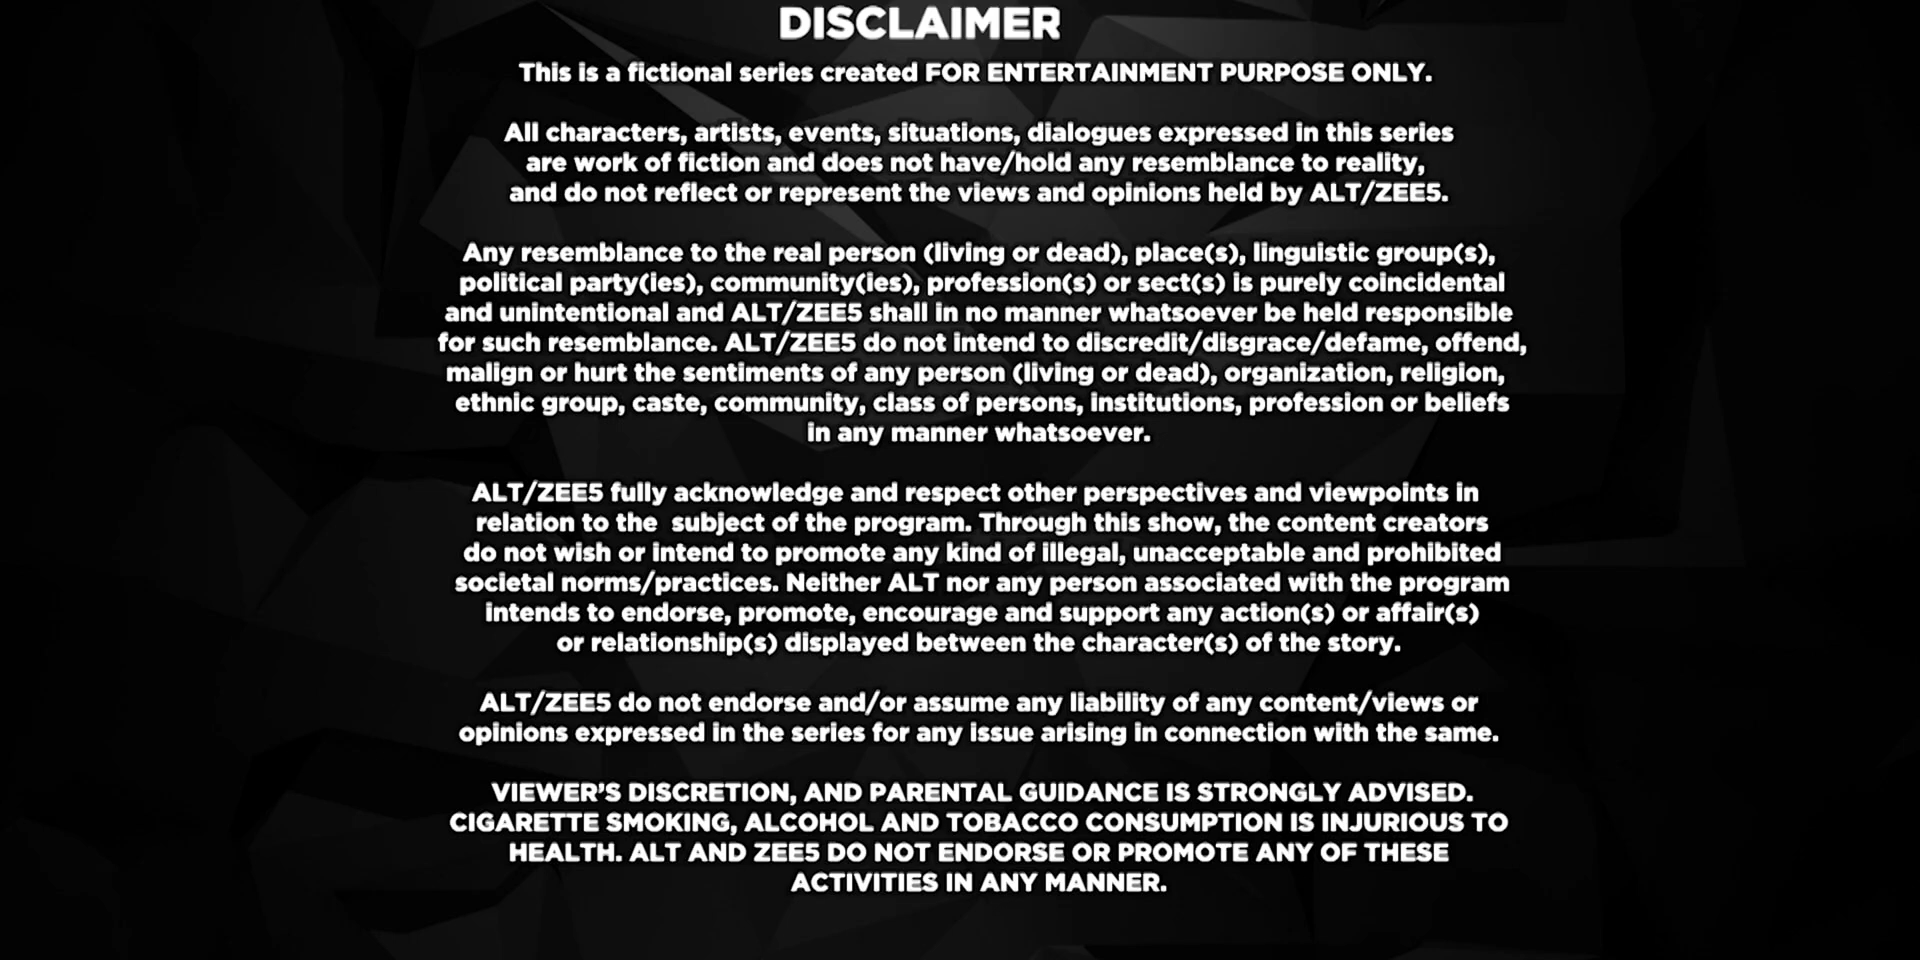 DISCLAIMER
This is a fictional series created FOR ENTERTAINMENT PURPOSE ONLY.
All characters, artists, events, situations, dialogues expressed in this series
are work of fiction and does not have/hold any resemblance to reality,
and do not reflect or represent the views and opinions held by ALT/ZEE5.
Any resemblance to the real person (living or dead), place(s), linguistic group(s),
political party(ies), community(ies), profession(s) or sect(s) is purely coincidental
and unintentional and ALT/ZEE5 shall in no manner whatsoever be held responsible
for such resemblance. ALT/ZEE5 do not intend to discredit/disgrace/defame, offend,
malign or hurt the sentiments of any person (living or dead), organization, religion,
ethnic group, caste, community, class of persons, institutions, profession or beliefs
in any manner whatsoever.
ALT/ZEE5 fully acknowledge and respect other perspectives and viewpoints in
relation to the  subject of the program. Through this show, the content creators
do not wish or intend to promote any kind of illegal, unacceptable and prohibited
societal norms/practices. Neither ALT nor any person associated with the program
intends to endorse, promote, encourage and support any action(s) or affair(s)
or relationship(s) displayed between the character(s) of the story.
ALT/ZEE5 do not endorse and/or assume any liability of any content/views or
opinions expressed in the series for any issue arising in connection with the same.
VIEWER'S DISCRETION, AND PARENTAL GUIDANCE IS STRONGLY ADVISED.
CIGARETTE SMOKING, ALCOHOL AND TOBACCO CONSUMPTION IS INJURIOUS TO
HEALTH. ALT AND ZEE5 DO NOT ENDORSE OR PROMOTE ANY OF THESE
ACTIVITIES IN ANY MANNER.